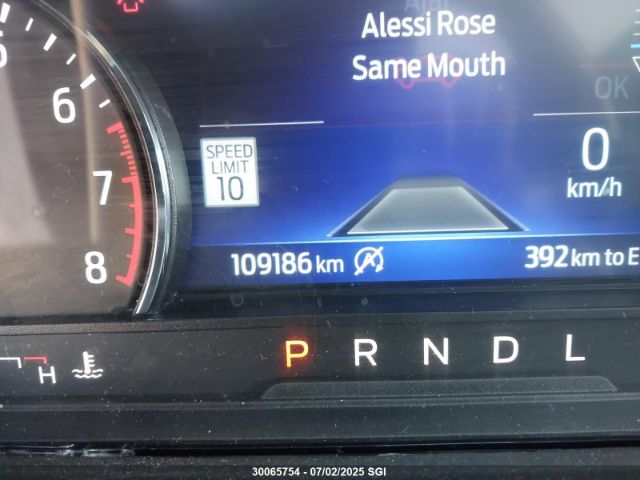 Alessi Rose
Same Mouth
OK
6
7
8
SPEED
LIMIT
10
0
km/h
109186 km
392 km to E
H
P R N D L
30065754 - 07/02/2025 SGI